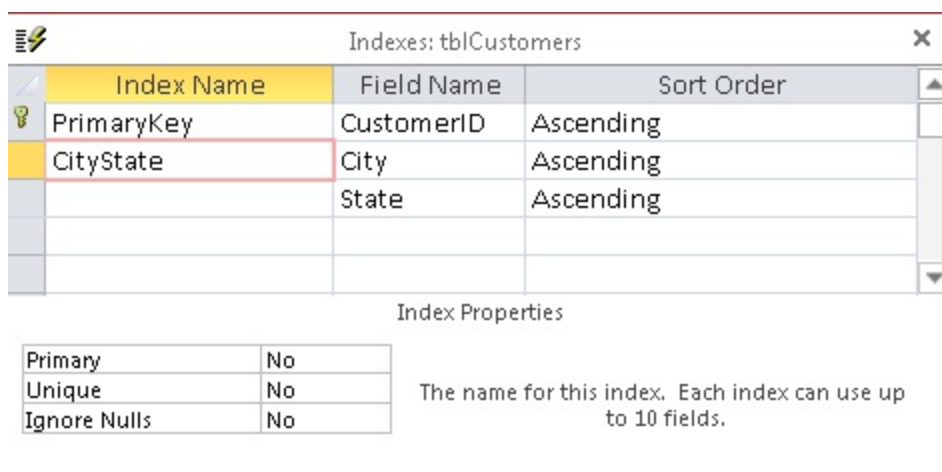 Indexes: tblCustomers
Index Name Field Name Sort Order
PrimaryKey CustomerID Ascending
CityState City Ascending
State Ascending
Index Properties
Primary No
Unique No
Ignore Nulls No
The name for this index. Each index can use up
to 10 fields.